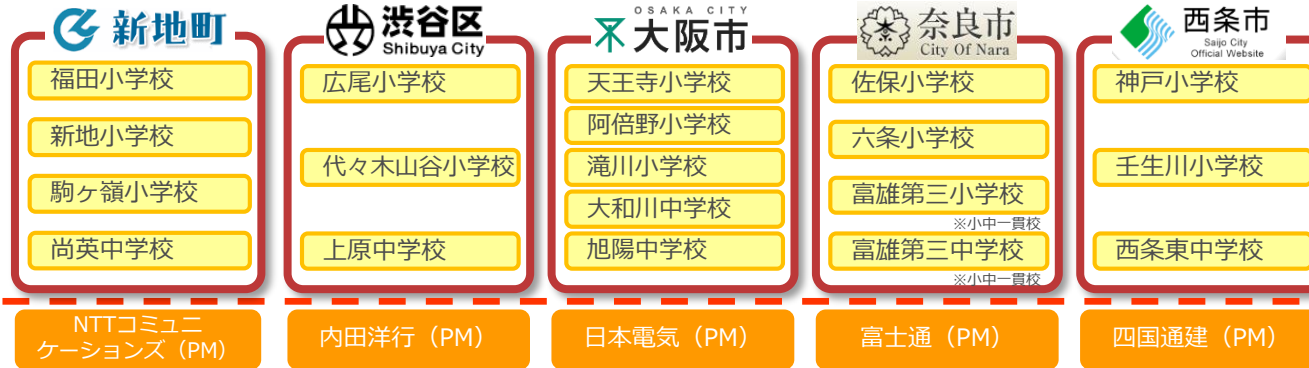 新地町
福田小学校
新地小学校
駒ヶ嶺小学校
尚英中学校
NTTコミュニ
ケーションズ（PM）
渋谷区
Shibuya City
広尾小学校
代々木山谷小学校
上原中学校
内田洋行（PM）
OSAKA CITY
大阪市
天王寺小学校
阿倍野小学校
滝川小学校
大和川中学校
旭陽中学校
日本電気（PM）
奈良市
City Of Nara
佐保小学校
六条小学校
富雄第三小学校
※小中一貫校
富雄第三中学校
※小中一貫校
富士通（PM）
西条市
Saijo City
Official Website
神戸小学校
壬生川小学校
西条東中学校
四国通建（PM）